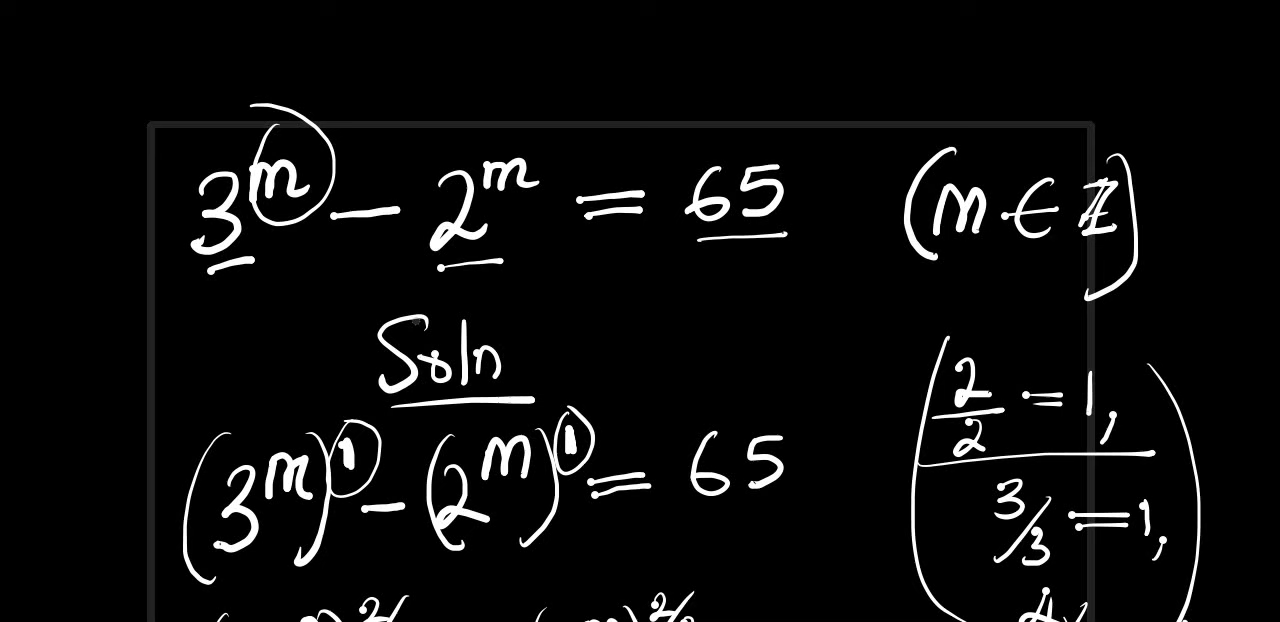 3^m - 2^m = 65 (m ∈ ℤ)
Soln
(3^m)^1 - (2^m)^1 = 65
2/2 = 1,
3/3 = 1,